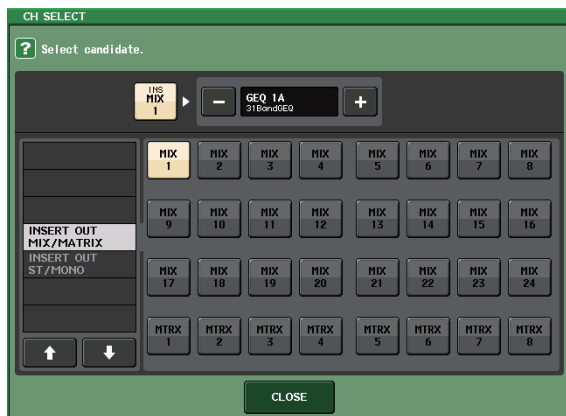 CH SELECT
? Select candidate.
INS
MIX
1
−
GEQ 1A
31BandGEQ
+
INSERT OUT
MIX/MATRIX
INSERT OUT
ST/MONO
MIX 1
MIX 2
MIX 3
MIX 4
MIX 5
MIX 6
MIX 7
MIX 8
MIX 9
MIX 10
MIX 11
MIX 12
MIX 13
MIX 14
MIX 15
MIX 16
MIX 17
MIX 18
MIX 19
MIX 20
MIX 21
MIX 22
MIX 23
MIX 24
MTRX 1
MTRX 2
MTRX 3
MTRX 4
MTRX 5
MTRX 6
MTRX 7
MTRX 8
CLOSE